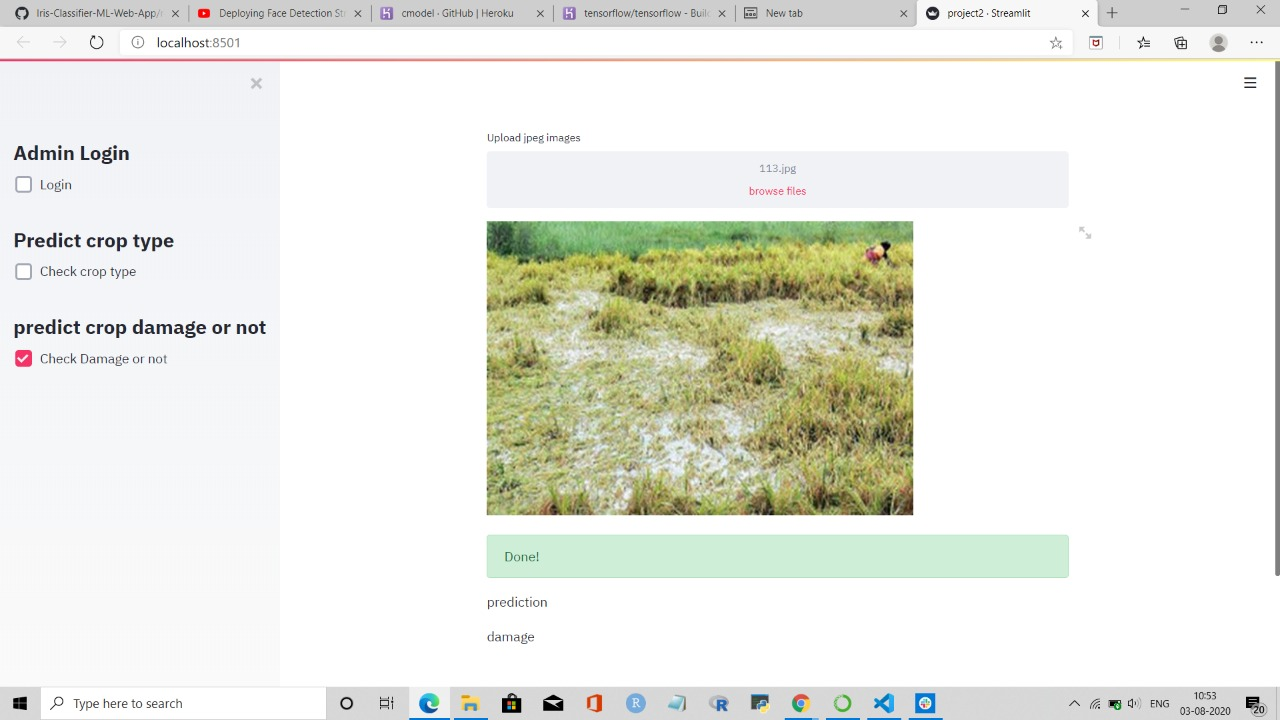 Iris-Classifier-ML-Web-App/
Deploying Face Detection St
cmodel · GitHub | Heroku
tensorflow/tensorflow - Buil
New tab
project2 · Streamlit
localhost:8501
Admin Login
Login
Predict crop type
Check crop type
predict crop damage or not
Check Damage or not
Upload jpeg images
113.jpg
browse files
Done!
prediction
damage
Type here to search
ENG
10:53
03-08-2020
20